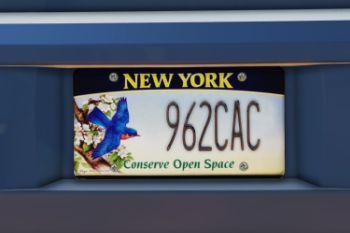 NEW YORK
962CAC
Conserve Open Space